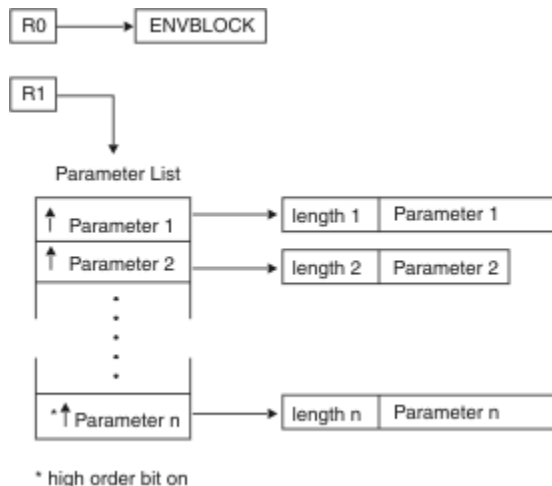 R0 ENVBLOCK
R1
Parameter List
Parameter 1 length 1 Parameter 1
Parameter 2 length 2 Parameter 2
* Parameter n length n Parameter n
* high order bit on